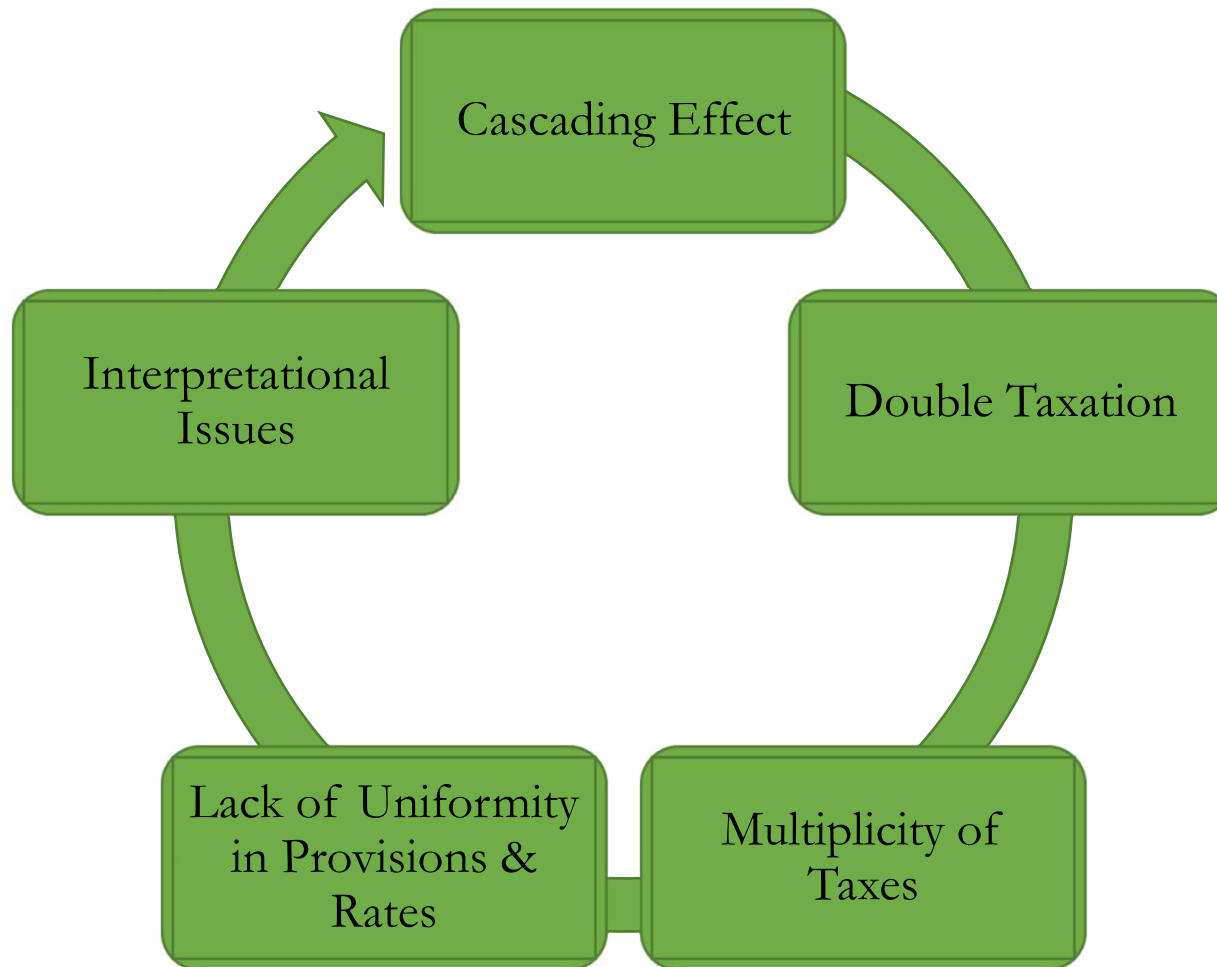 Cascading Effect
Double Taxation
Multiplicity of
Taxes
Lack of Uniformity
in Provisions &
Rates
Interpretational
Issues